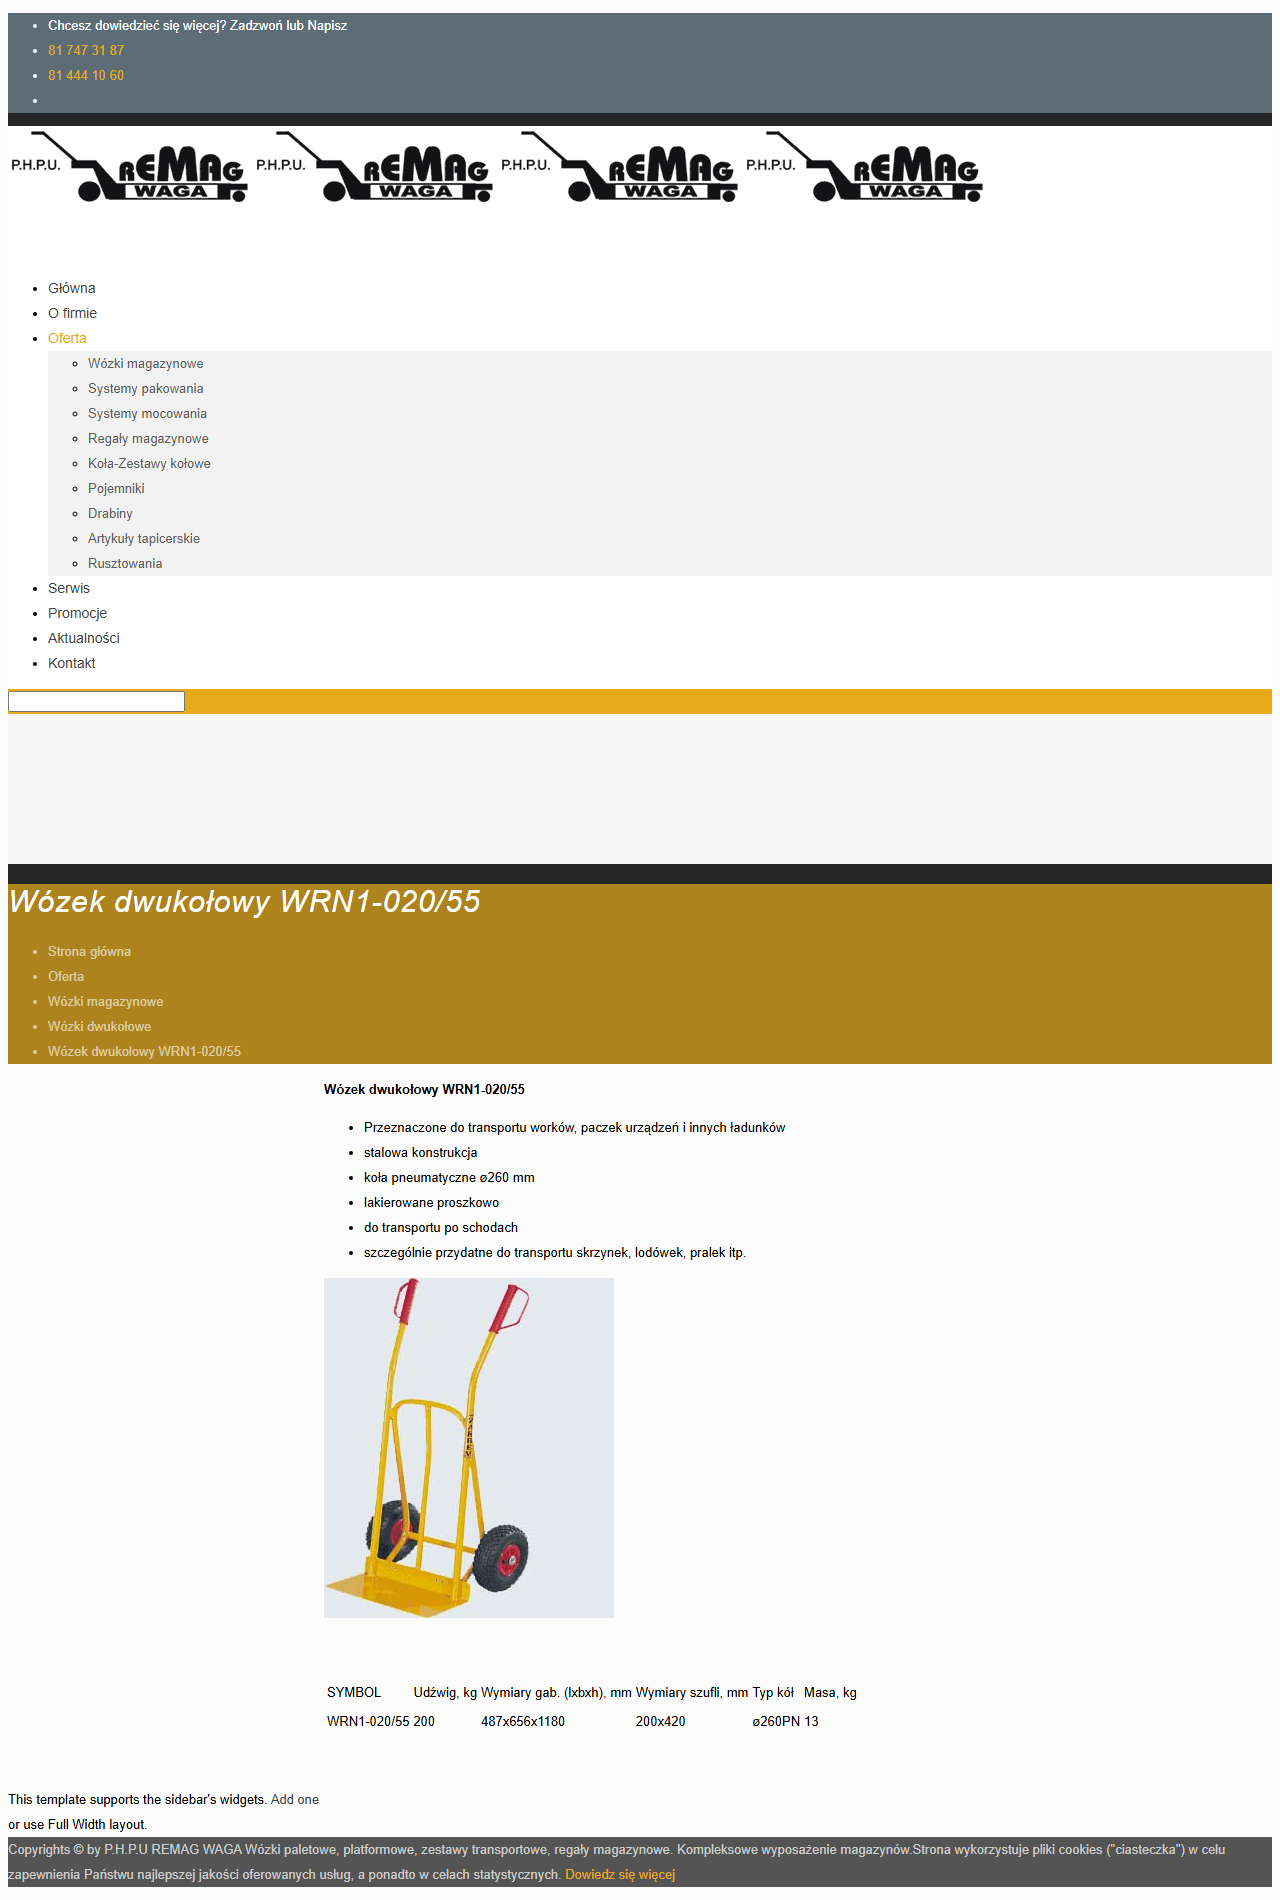 Chcesz dowiedzieć się więcej? Zadzwoń lub Napisz
81 747 31 87
81 444 10 60
P.H.P.U. REMAG WAGA P.H.P.U. REMAG WAGA P.H.P.U. REMAG WAGA P.H.P.U. REMAG WAGA
Główna
O firmie
Oferta
Wózki magazynowe
Systemy pakowania
Systemy mocowania
Regały magazynowe
Koła-Zestawy kołowe
Pojemniki
Drabiny
Artykuły tapicerskie
Rusztowania
Serwis
Promocje
Aktualności
Kontakt
Wózek dwukołowy WRN1-020/55
Strona główna
Oferta
Wózki magazynowe
Wózki dwukołowe
Wózek dwukołowy WRN1-020/55
Wózek dwukołowy WRN1-020/55
Przeznaczone do transportu worków, paczek urządzeń i innych ładunków
stalowa konstrukcja
koła pneumatyczne ø260 mm
lakierowane proszkowo
do transportu po schodach
szczególnie przydatne do transportu skrzynek, lodówek, pralek itp.
SYMBOL Udźwig, kg Wymiary gab. (lxbxh), mm Wymiary szufli, mm Typ kół Masa, kg
WRN1-020/55 200 487x656x1180 200x420 ø260PN 13
This template supports the sidebar's widgets. Add one
or use Full Width layout.
Copyrights © by P.H.P.U REMAG WAGA Wózki paletowe, platformowe, zestawy transportowe, regały magazynowe. Kompleksowe wyposażenie magazynów.Strona wykorzystuje pliki cookies ("ciasteczka") w celu
zapewnienia Państwu najlepszej jakości oferowanych usług, a ponadto w celach statystycznych. Dowiedz się więcej